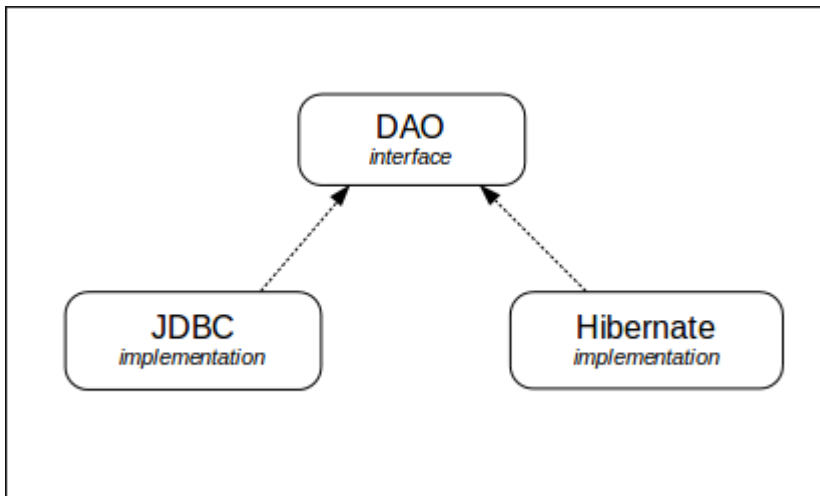 DAO
interface
JDBC
implementation
Hibernate
implementation